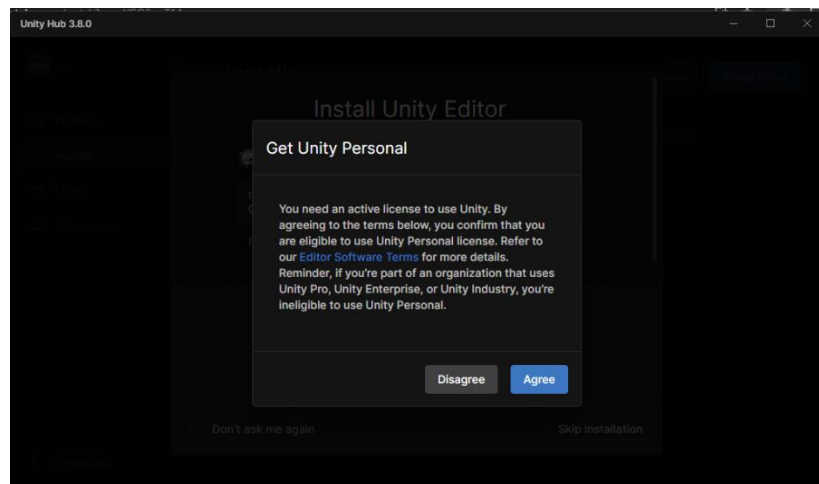 Unity Hub 3.8.0
Install Unity Editor
Get Unity Personal
You need an active license to use Unity. By
agreeing to the terms below, you confirm that you
are eligible to use Unity Personal license. Refer to
our Editor Software Terms for more details.
Reminder, if you're part of an organization that uses
Unity Pro, Unity Enterprise, or Unity Industry, you're
ineligible to use Unity Personal.
Disagree
Agree
Don't ask me again
Skip installation